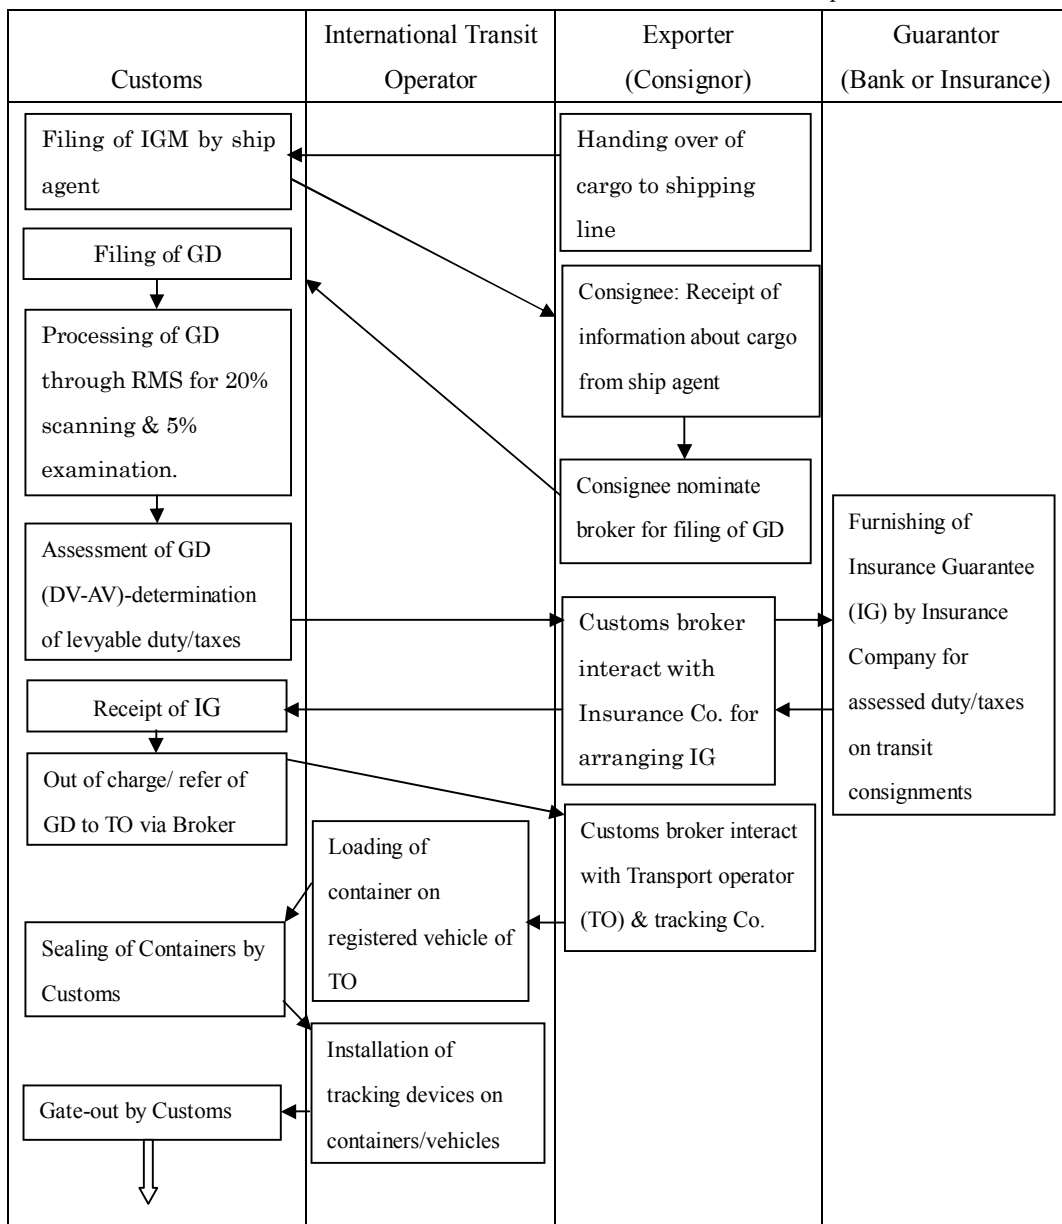 International Transit
Operator
Exporter
(Consignor)
Guarantor
(Bank or Insurance)
Customs
Filing of IGM by ship
agent
Handing over of
cargo to shipping
line
Filing of GD
Consignee: Receipt of
information about cargo
from ship agent
Processing of GD
through RMS for 20%
scanning & 5%
examination.
Consignee nominate
broker for filing of GD
Assessment of GD
(DV-AV)-determination
of levyable duty/taxes
Customs broker
interact with
Insurance Co. for
arranging IG
Furnishing of
Insurance Guarantee
(IG) by Insurance
Company for
assessed duty/taxes
on transit
consignments
Receipt of IG
Out of charge/ refer of
GD to TO via Broker
Customs broker interact
with Transport operator
(TO) & tracking Co.
Loading of
container on
registered vehicle of
TO
Sealing of Containers by
Customs
Installation of
tracking devices on
containers/vehicles
Gate-out by Customs